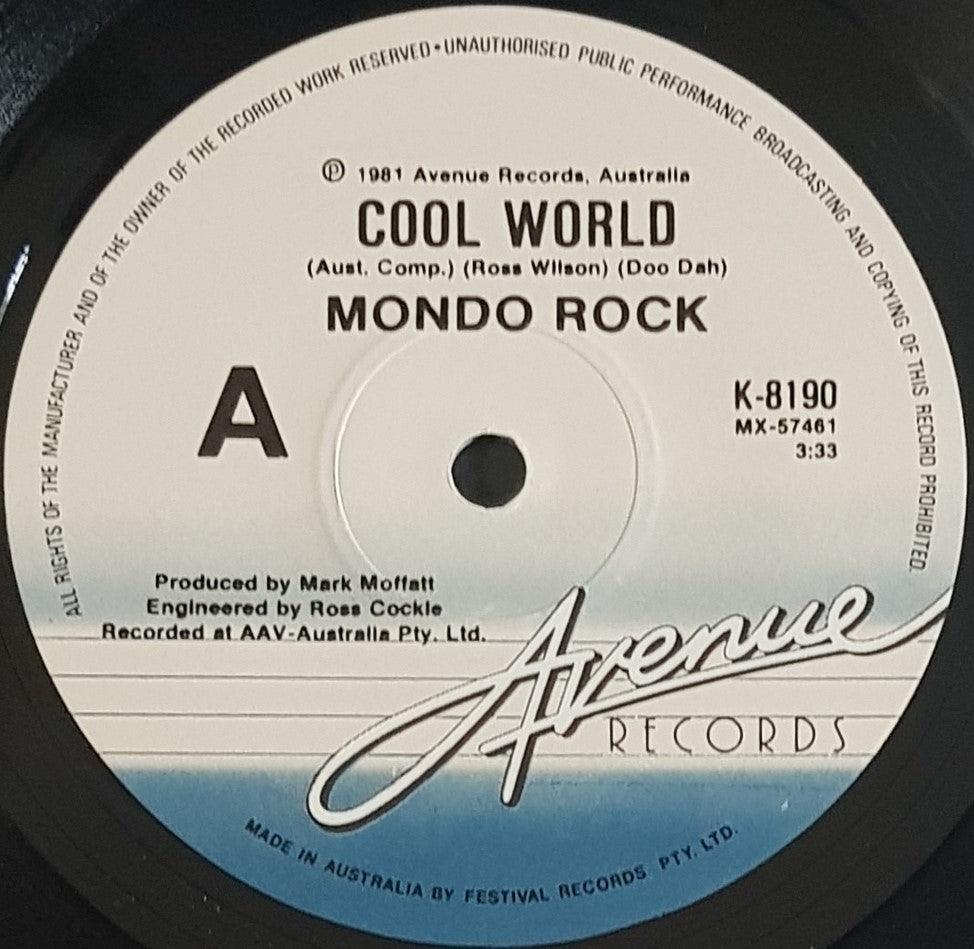 ALL RIGHTS OF THE MANUFACTURER AND OF THE OWNER OF THE RECORDED WORK RESERVED • UNAUTHORISED PUBLIC PERFORMANCE BROADCASTING AND COPYING OF THIS RECORD PROHIBITED.
℗ 1981 Avenue Records, Australia
COOL WORLD
(Aust. Comp.) (Ross Wilson) (Doo Dah)
MONDO ROCK
A
K-8190
MX-57461
3:33
Produced by Mark Moffatt
Engineered by Ross Cockle
Recorded at AAV-Australia Pty. Ltd.
Avenue
RECORDS
MADE IN AUSTRALIA BY FESTIVAL RECORDS PTY. LTD.